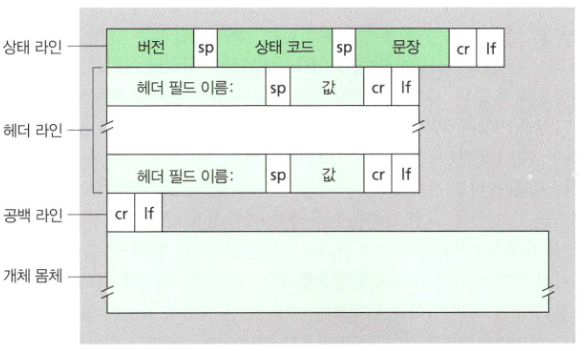 상태 라인 버전 sp 상태 코드 sp 문장 cr lf
헤더 필드 이름: sp 값 cr lf
헤더 라인
헤더 필드 이름: sp 값 cr lf
공백 라인 cr lf
개체 몸체